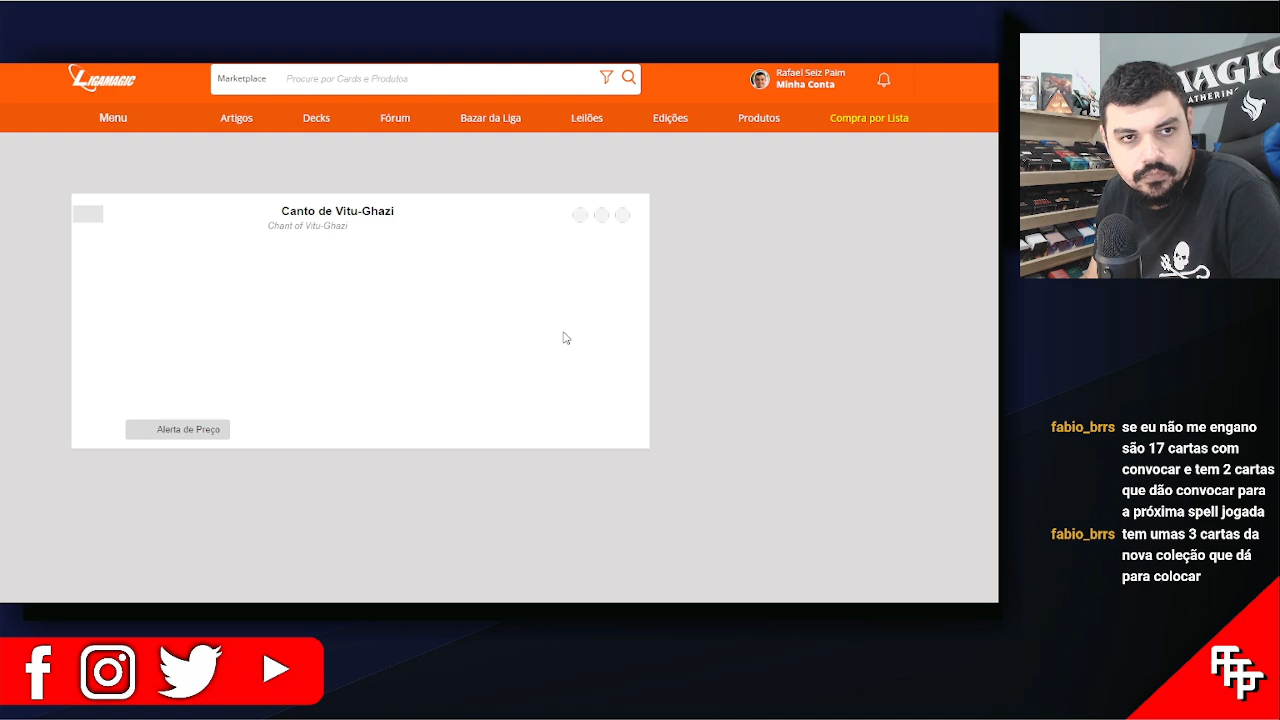 LIGAMAGIC
Marketplace
Procure por Cards e Produtos
Rafael Seiz Paim
Minha Conta
Menu
Artigos
Decks
Fórum
Bazar da Liga
Leilões
Edições
Produtos
Compra por Lista
Canto de Vitu-Ghazi
Chant of Vitu-Ghazi
Alerta de Preço
MAGIC
GATHERING
fabio_brrs se eu não me engano
são 17 cartas com
convocar e tem 2 cartas
que dão convocar para
a próxima spell jogada
fabio_brrs tem umas 3 cartas da
nova coleção que dá
para colocar